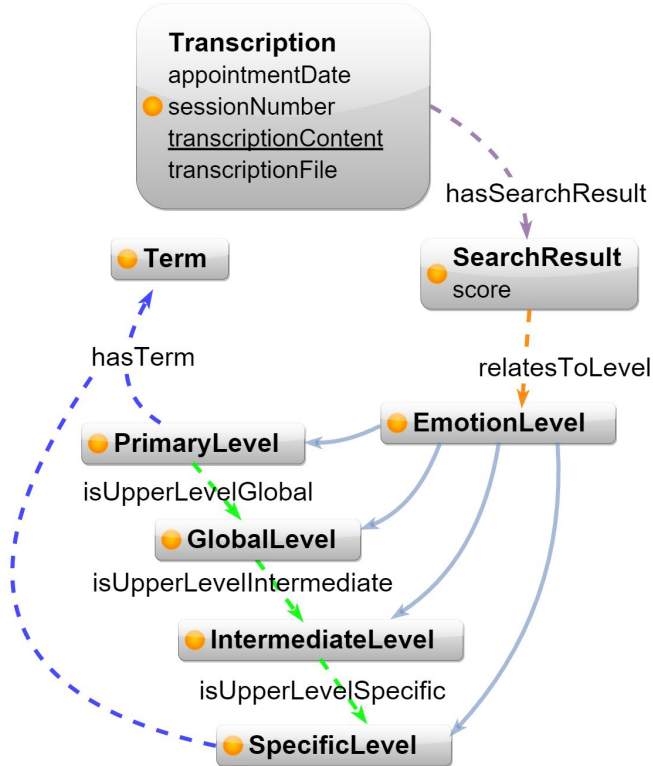 Transcription
appointmentDate
sessionNumber
transcriptionContent
transcriptionFile
hasSearchResult
Term
SearchResult
score
hasTerm
relatesToLevel
EmotionLevel
PrimaryLevel
isUpperLevelGlobal
GlobalLevel
isUpperLevelIntermediate
IntermediateLevel
isUpperLevelSpecific
SpecificLevel